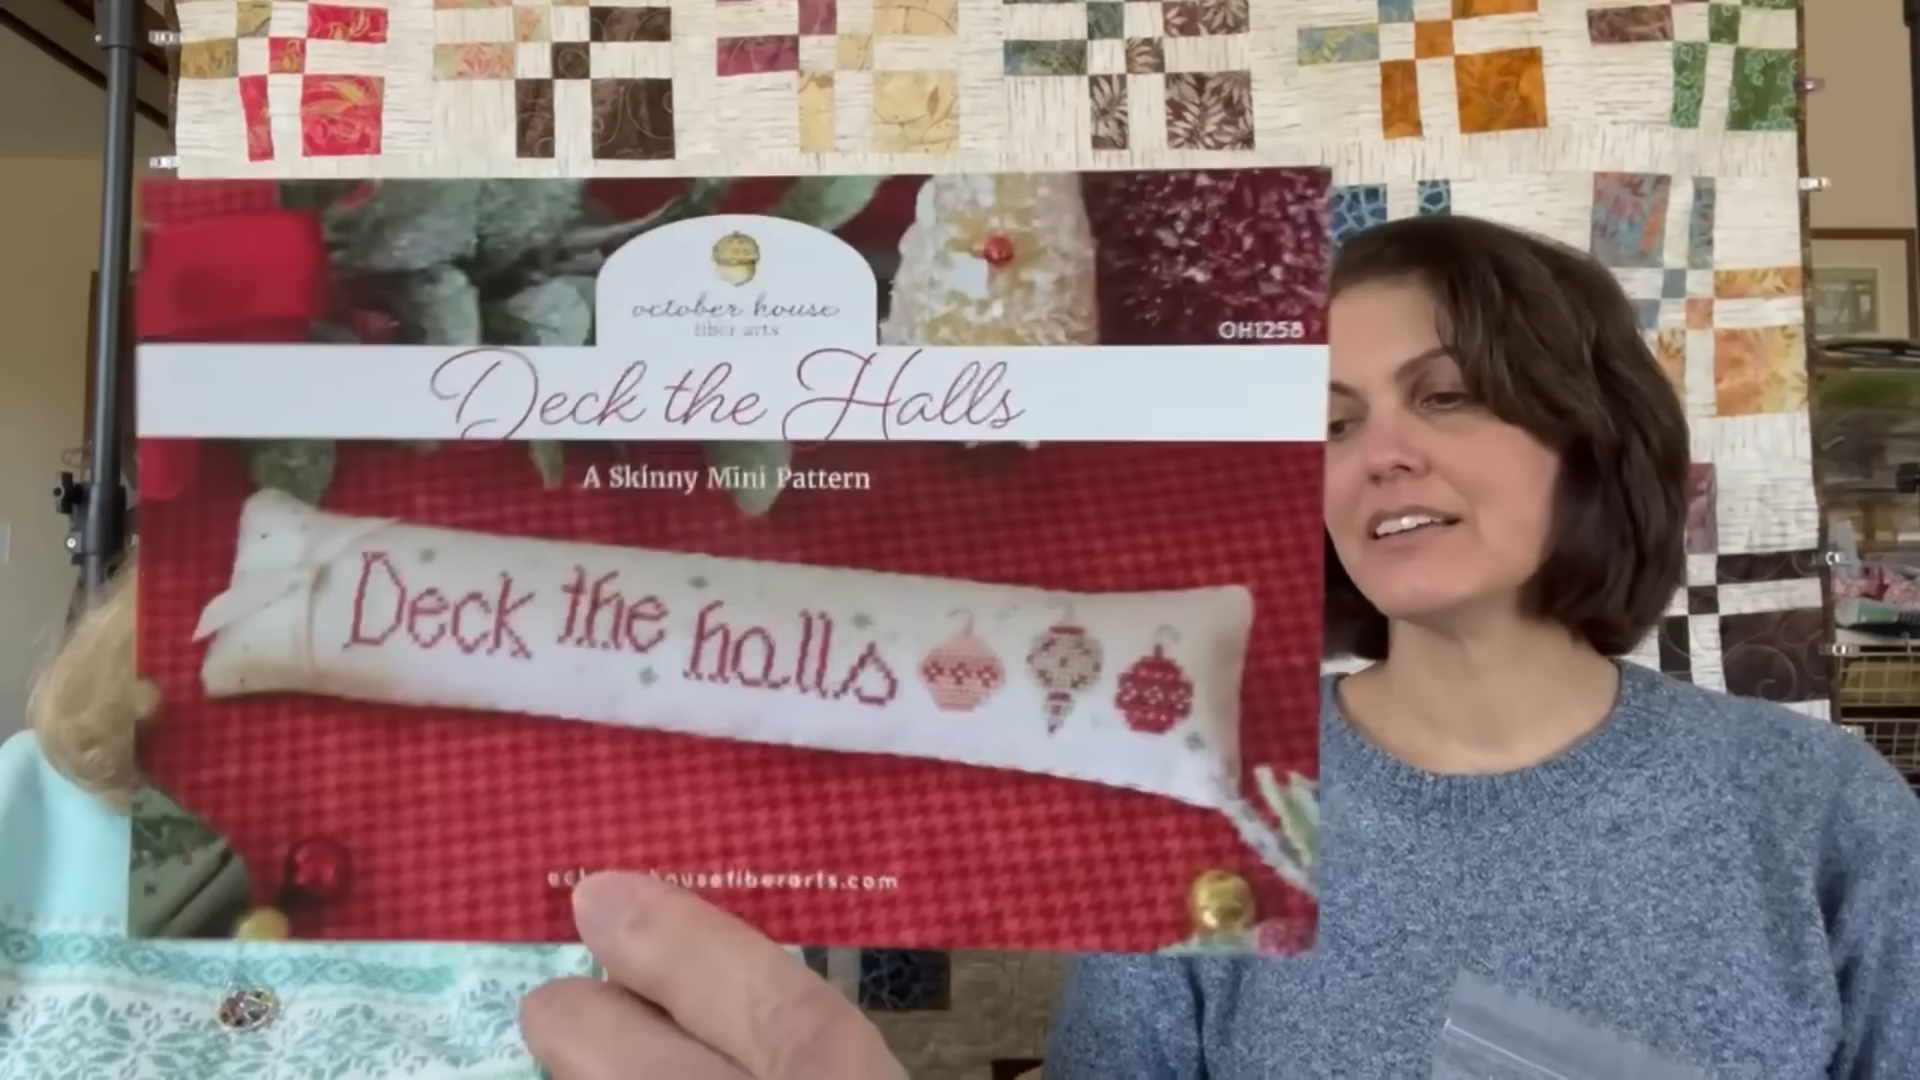 october house
fiber arts
OH1258
Deck the Halls
A Skinny Mini Pattern
Deck the halls